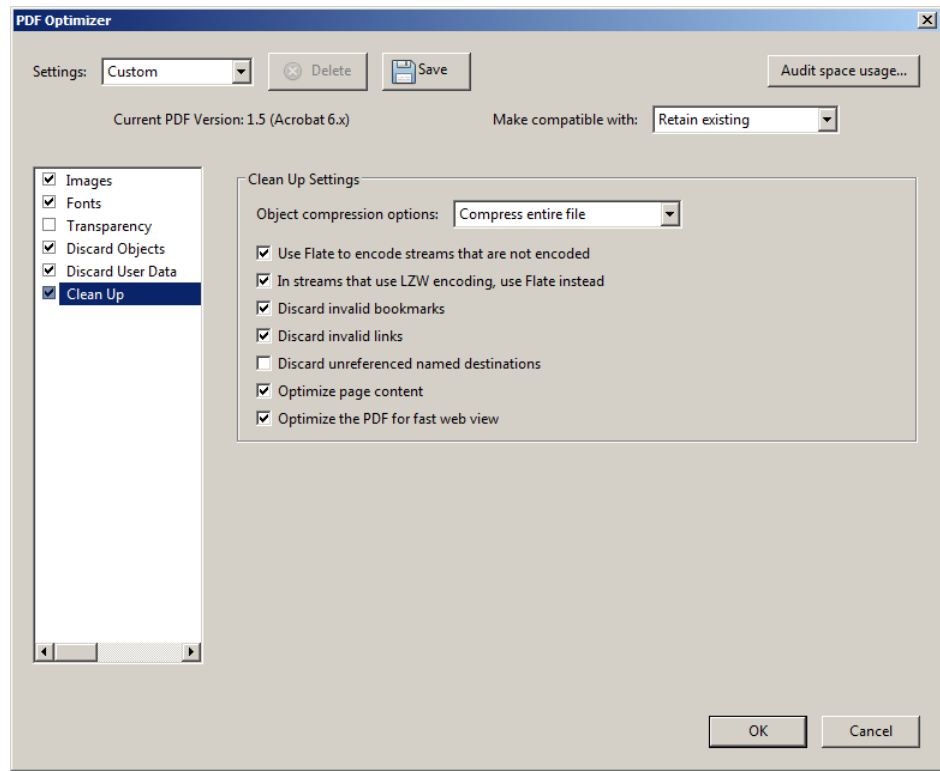 PDF Optimizer
Settings: Custom Delete Save Audit space usage...
Current PDF Version: 1.5 (Acrobat 6.x) Make compatible with: Retain existing
Images
Fonts
Transparency
Discard Objects
Discard User Data
Clean Up
Clean Up Settings
Object compression options: Compress entire file
Use Flate to encode streams that are not encoded
In streams that use LZW encoding, use Flate instead
Discard invalid bookmarks
Discard invalid links
Discard unreferenced named destinations
Optimize page content
Optimize the PDF for fast web view
OK Cancel